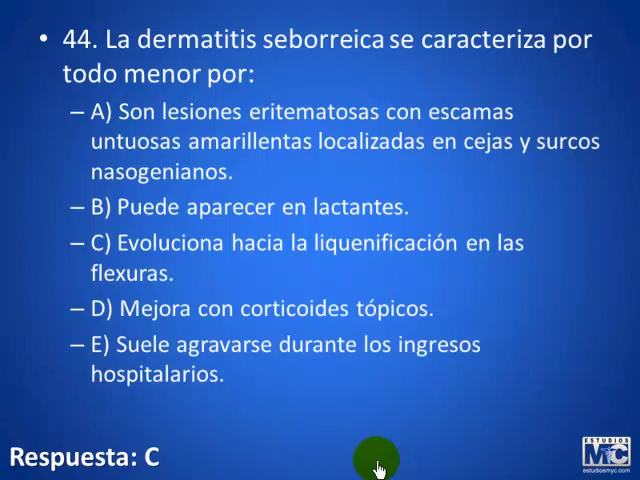 • 44. La dermatitis seborreica se caracteriza por
todo menor por:
– A) Son lesiones eritematosas con escamas
untuosas amarillentas localizadas en cejas y surcos
nasogenianos.
– B) Puede aparecer en lactantes.
– C) Evoluciona hacia la liquenificación en las
flexuras.
– D) Mejora con corticoides tópicos.
– E) Suele agravarse durante los ingresos
hospitalarios.
Respuesta: C
ESTUDIOS
MYC
estudiosmyc.com